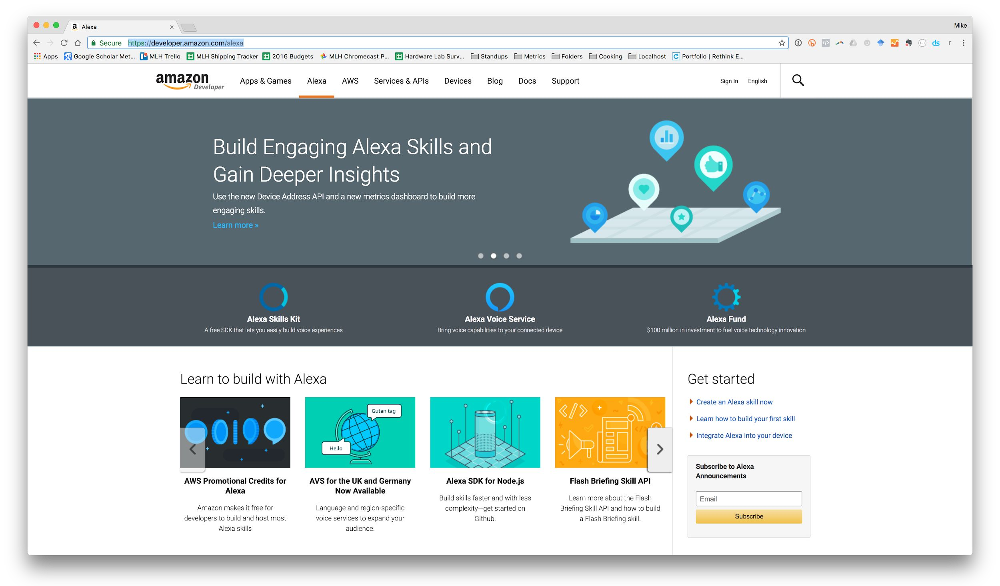 a Alexa
Mike
Secure https://developer.amazon.com/alexa
ds r
Apps Google Scholar Met... MLH Trello MLH Shipping Tracker 2016 Budgets MLH Chromecast P... Hardware Lab Surv... Standups Metrics Folders Cooking Localhost Portfolio | Rethink E...
amazon
Developer
Apps & Games Alexa AWS Services & APIs Devices Blog Docs Support Sign In English
Build Engaging Alexa Skills and
Gain Deeper Insights
Use the new Device Address API and a new metrics dashboard to build more
engaging skills.
Learn more »
Alexa Skills Kit
A free SDK that lets you easily build voice experiences
Alexa Voice Service
Bring voice capabilities to your connected device
Alexa Fund
$100 million in investment to fuel voice technology innovation
Learn to build with Alexa
Guten tag
Hello
</>
AWS Promotional Credits for
Alexa
Amazon makes it free for
developers to build and host most
Alexa skills
AVS for the UK and Germany
Now Available
Language and region-specific
voice services to expand your
audience.
Alexa SDK for Node.js
Build skills faster and with less
complexity—get started on
Github.
Flash Briefing Skill API
Learn more about the Flash
Briefing Skill API and how to build
a Flash Briefing skill.
Get started
Create an Alexa skill now
Learn how to build your first skill
Integrate Alexa into your device
Subscribe to Alexa
Announcements
Email
Subscribe